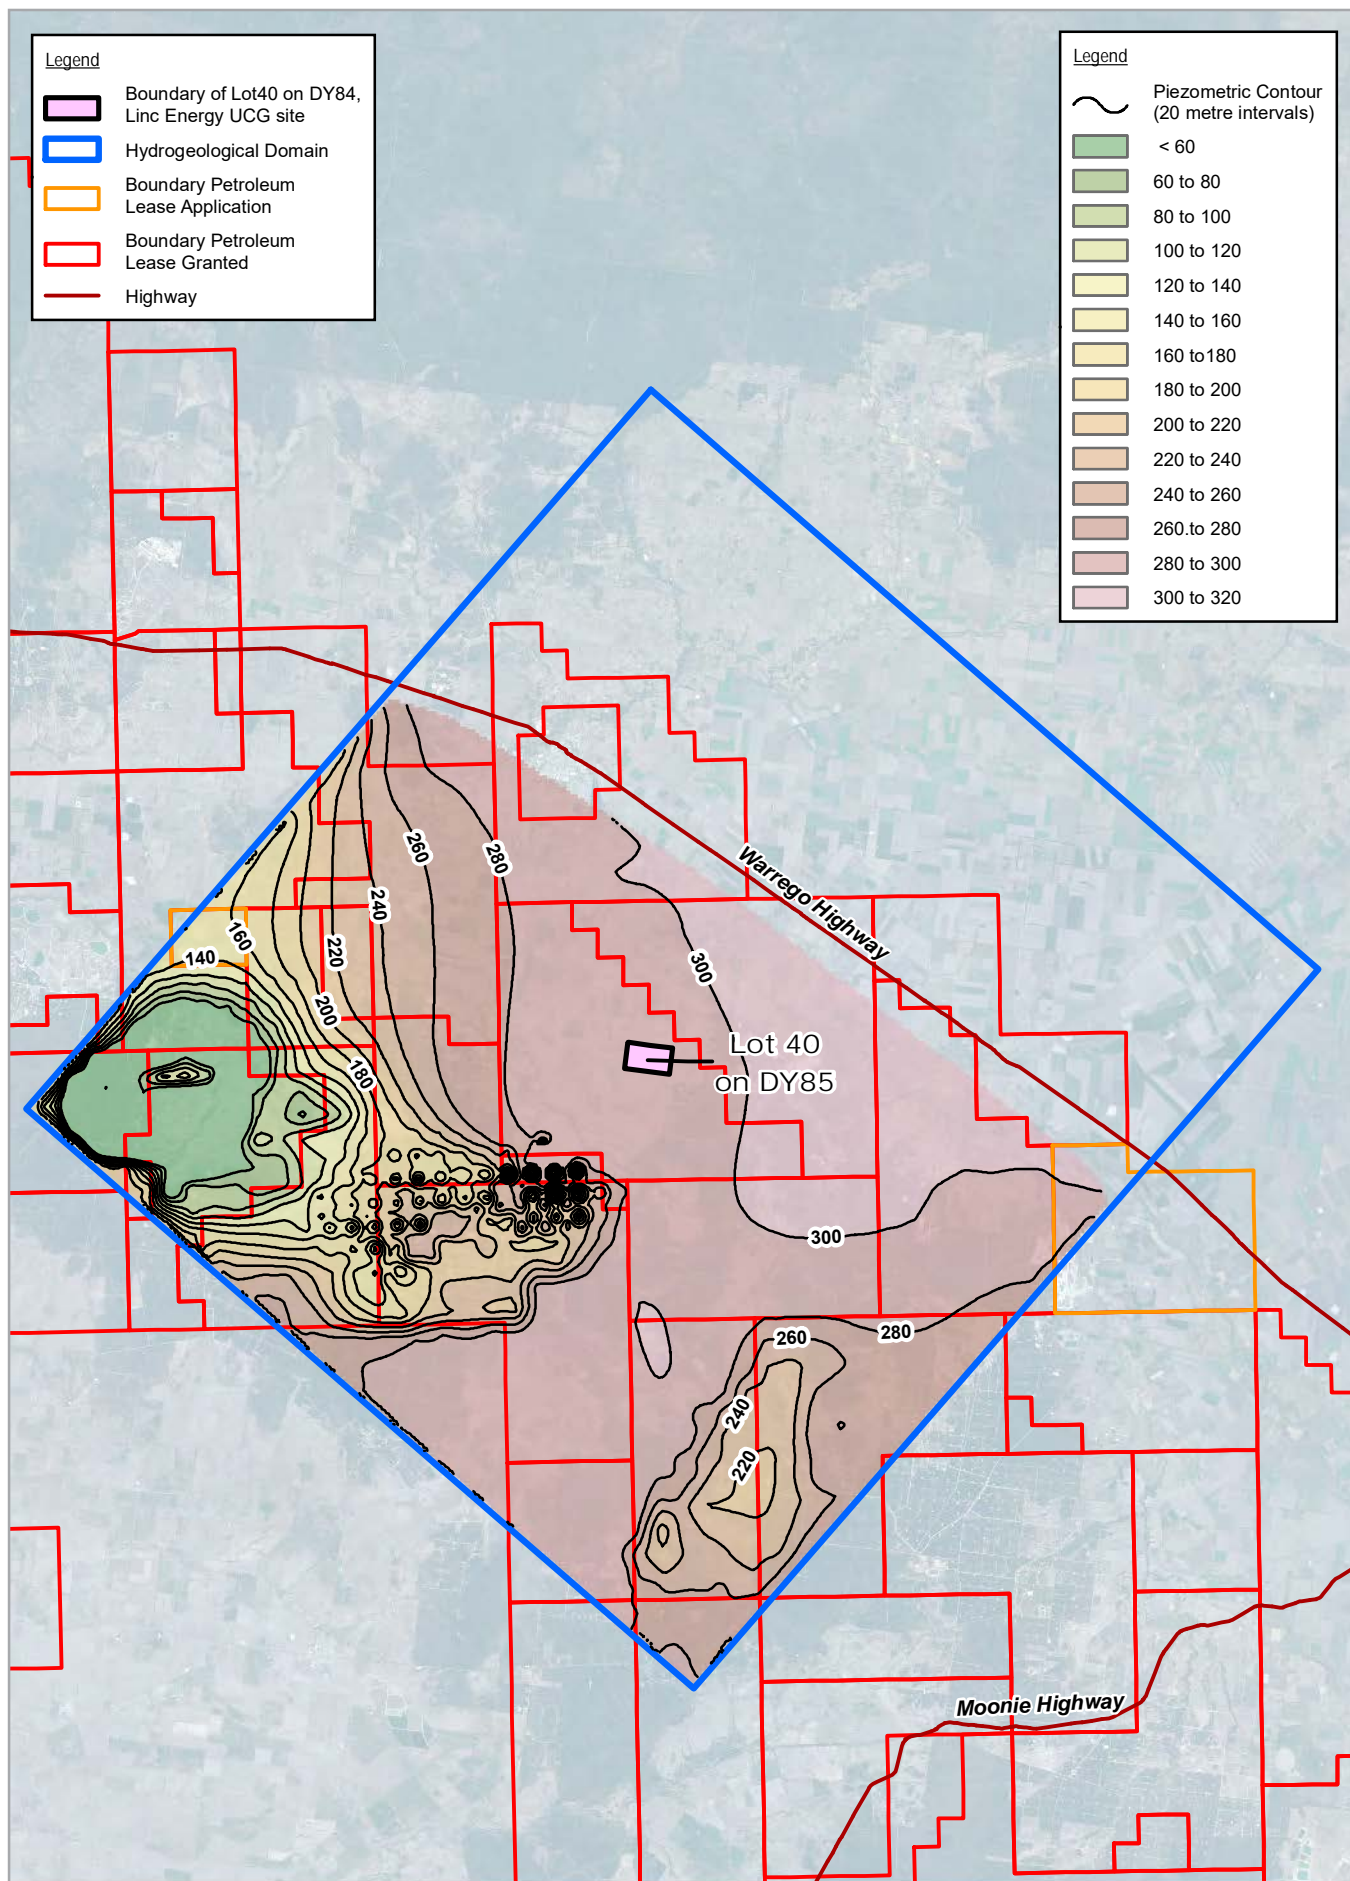 Legend
Boundary of Lot40 on DY84,
Linc Energy UCG site
Hydrogeological Domain
Boundary Petroleum
Lease Application
Boundary Petroleum
Lease Granted
Highway
Legend
Piezometric Contour
(20 metre intervals)
< 60
60 to 80
80 to 100
100 to 120
120 to 140
140 to 160
160 to180
180 to 200
200 to 220
220 to 240
240 to 260
260.to 280
280 to 300
300 to 320
260
280
Warrego Highway
240
160
220
140
300
200
Lot 40
on DY85
180
300
280
260
240
220
Moonie Highway